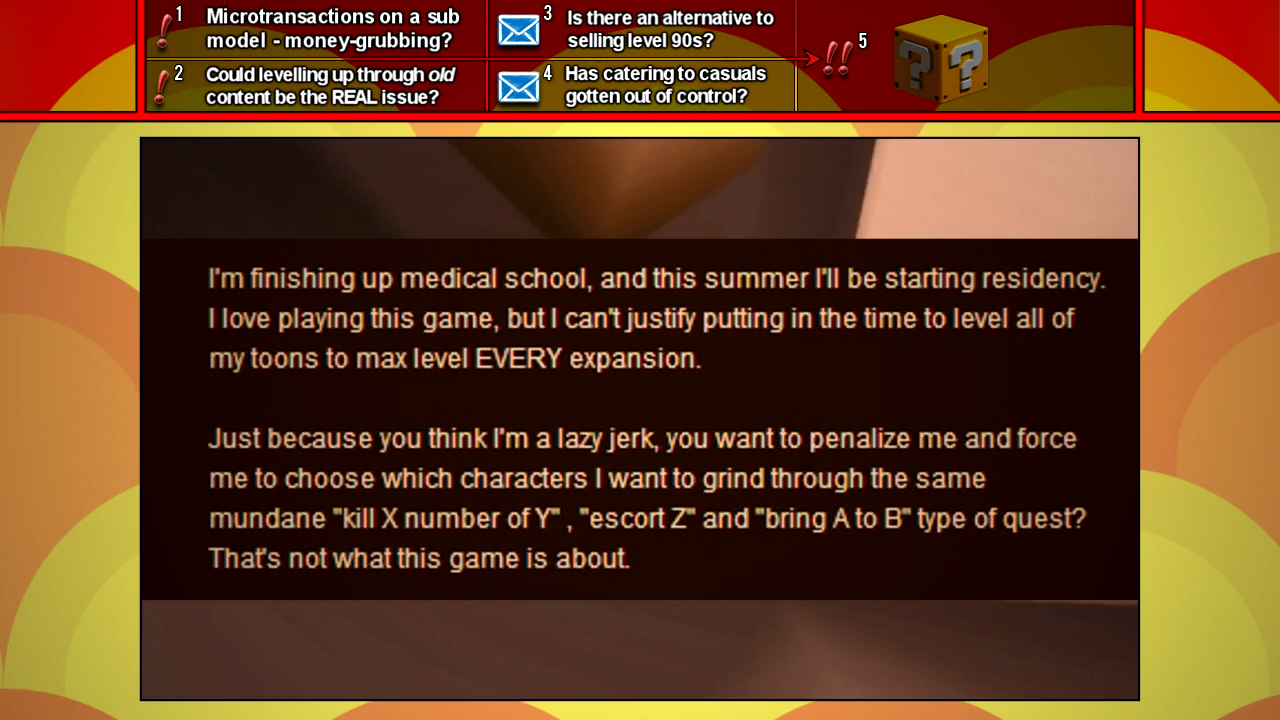 1
Microtransactions on a sub
model - money-grubbing?
2
Could levelling up through old
content be the REAL issue?
3
Is there an alternative to
selling level 90s?
4
Has catering to casuals
gotten out of control?
5
? ?
I'm finishing up medical school, and this summer I'll be starting residency.
I love playing this game, but I can't justify putting in the time to level all of
my toons to max level EVERY expansion.
Just because you think I'm a lazy jerk, you want to penalize me and force
me to choose which characters I want to grind through the same
mundane "kill X number of Y" , "escort Z" and "bring A to B" type of quest?
That's not what this game is about.